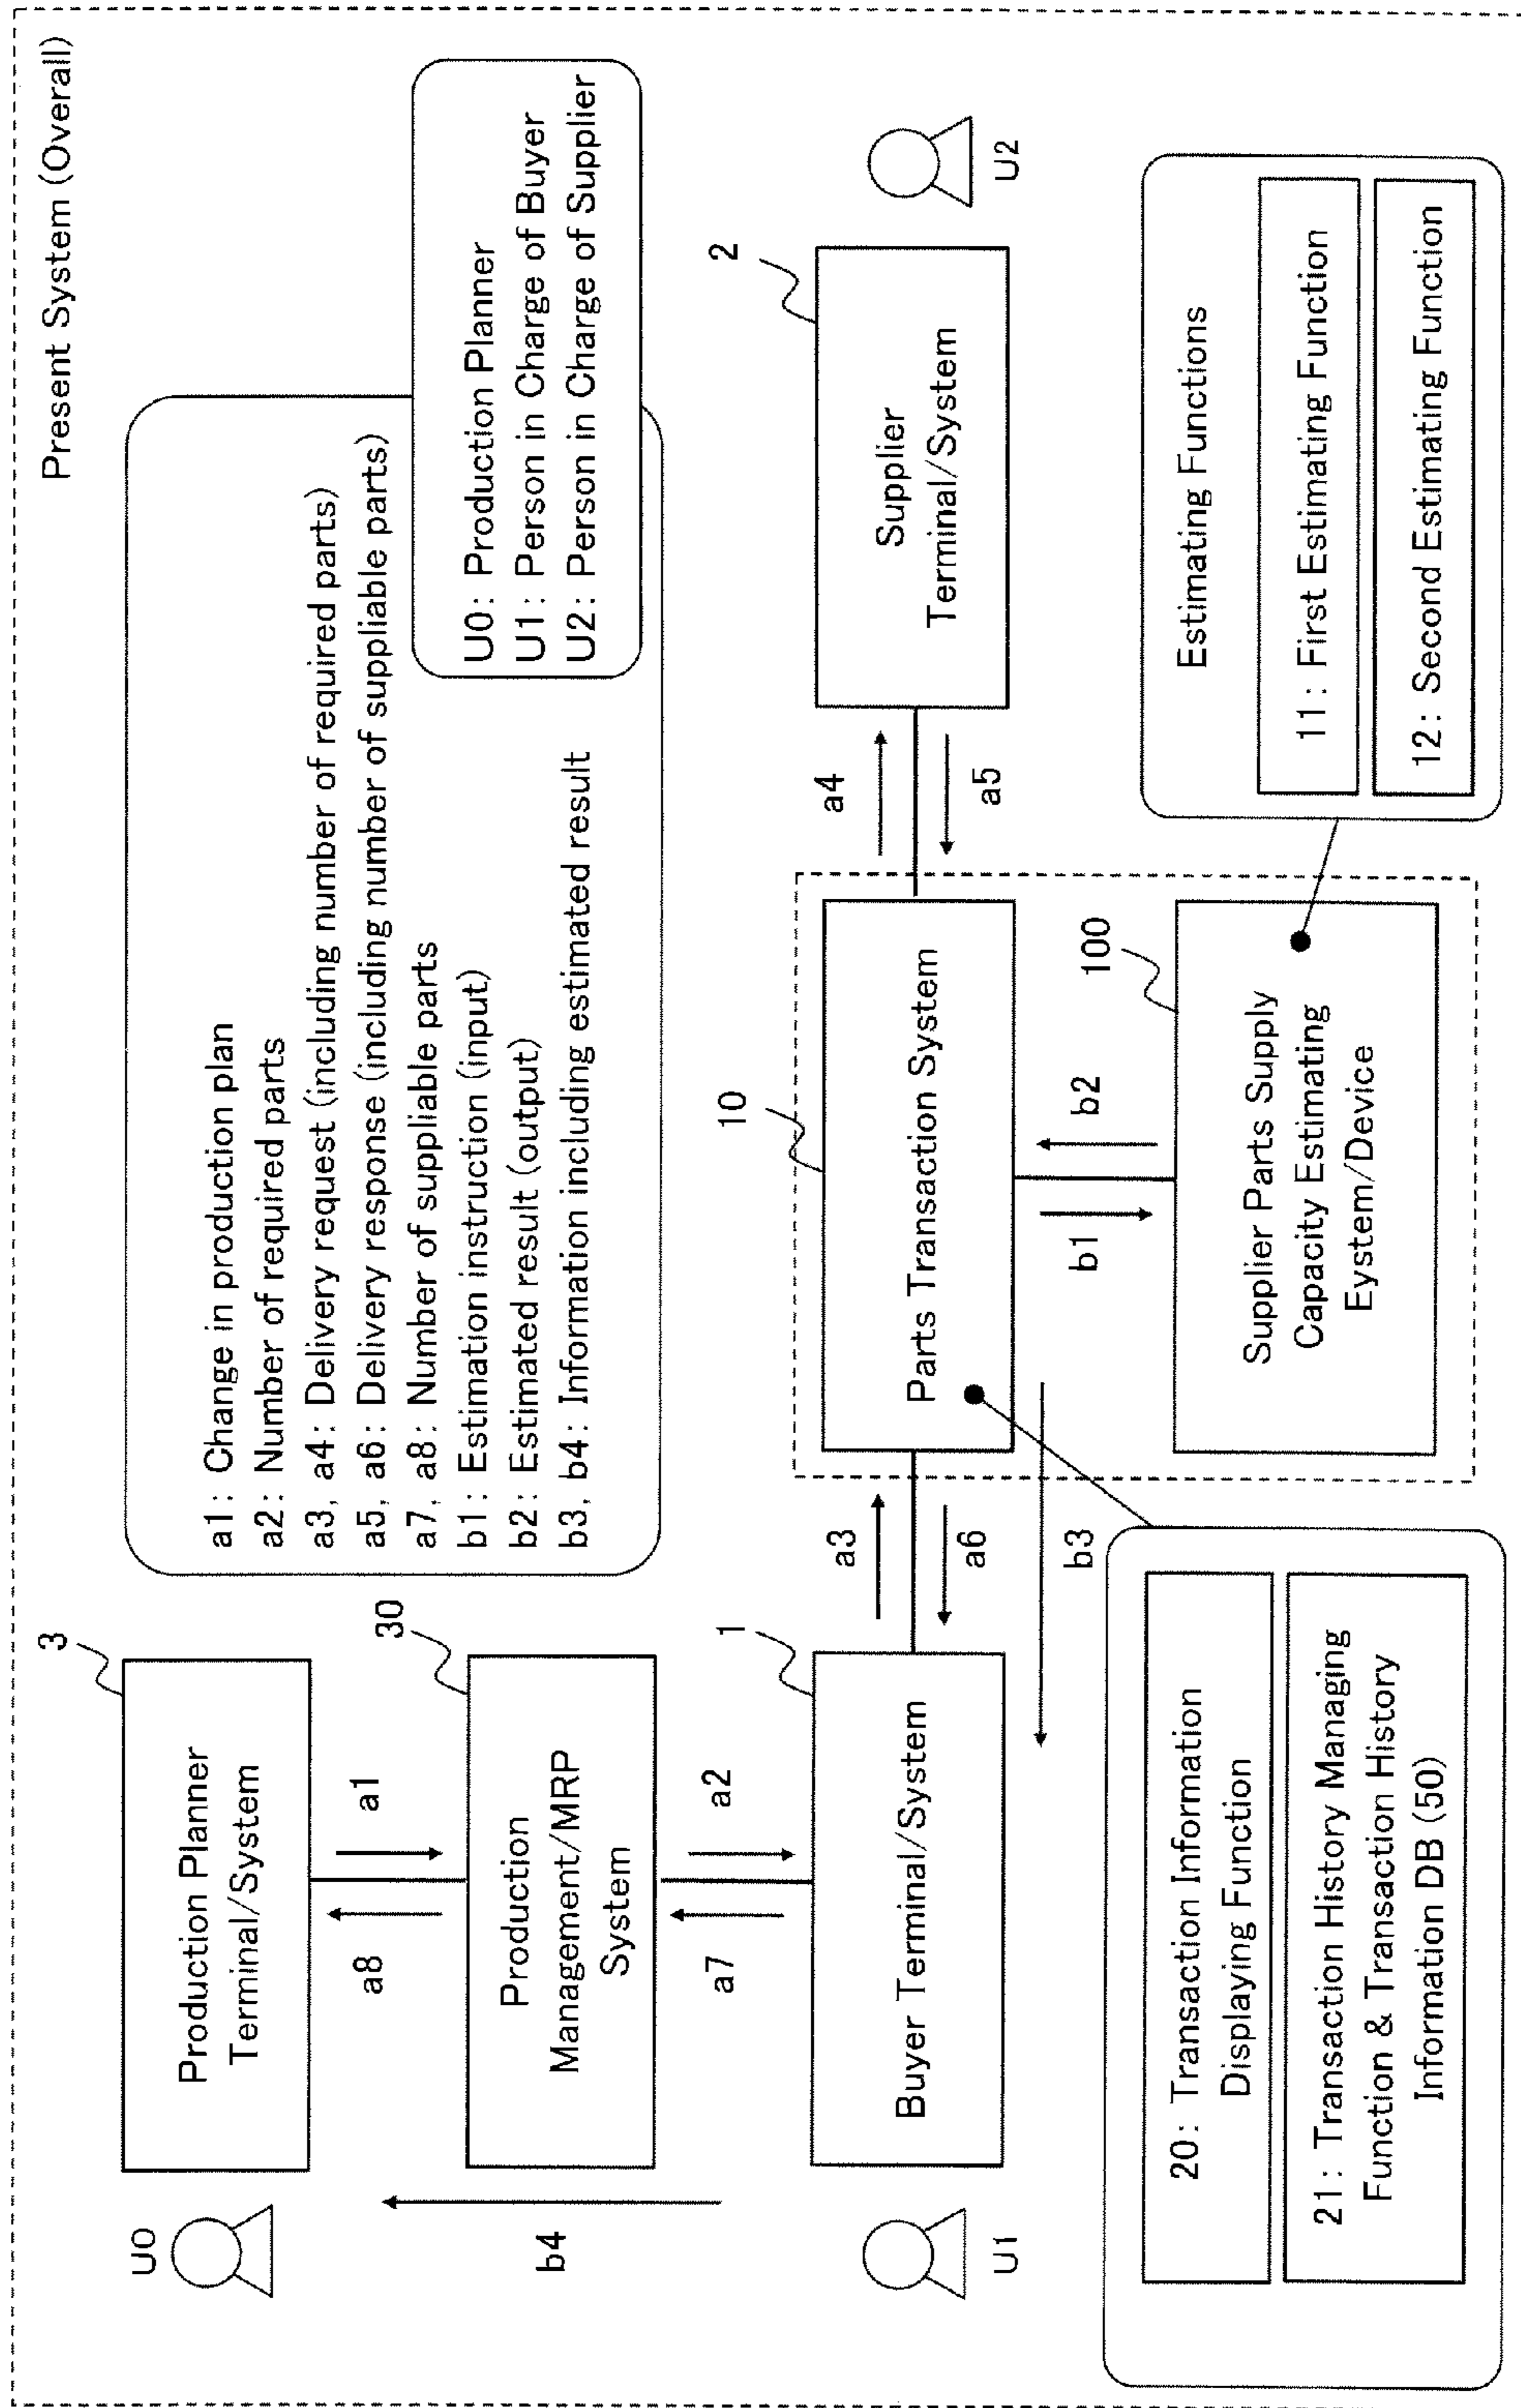 Present System (Overall)
a1: Change in production plan
a2: Number of required parts
a3, a4: Delivery request (including number of required parts)
a5, a6: Delivery response (including number of suppliable parts)
a7, a8: Number of suppliable parts
b1: Estimation instruction (input)
b2: Estimated result (output)
b3, b4: Information including estimated result
U0: Production Planner
U1: Person in Charge of Buyer
U2: Person in Charge of Supplier
U0
3
Production Planner
Terminal/System
a8
a1
30
Production
Management/MRP
System
a7
a2
b4
1
Buyer Terminal/System
U1
a3
a6
b3
10
Parts Transaction System
a4
a5
2
Supplier
Terminal/System
U2
b1
b2
100
Supplier Parts Supply
Capacity Estimating
Eystem/Device
20: Transaction Information
Displaying Function
21: Transaction History Managing
Function & Transaction History
Information DB (50)
Estimating Functions
11: First Estimating Function
12: Second Estimating Function